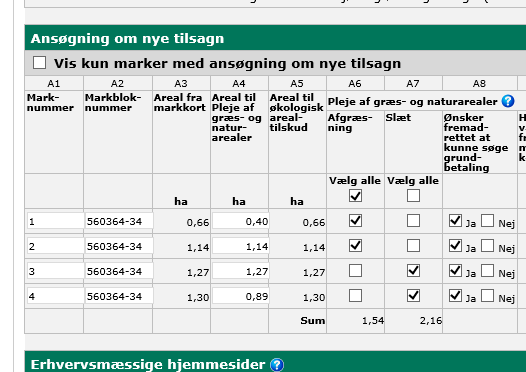 Ansøgning om nye tilsagn
Vis kun marker med ansøgning om nye tilsagn
A1 A2 A3 A4 A5 A6 A7 A8
Mark-nummer Markblok-nummer Areal fra markkort Areal til Pleje af græs- og natur-arealer Areal til økologisk areal-tilskud Pleje af græs- og naturarealer
Afgræs-ning Slæt Ønsker fremad-rettet at kunne søge grund-betaling
Vælg alle Vælg alle
ha ha ha
1 560364-34 0,66 0,40 0,66 Ja Nej
2 560364-34 1,14 1,14 1,14 Ja Nej
3 560364-34 1,27 1,27 1,27 Ja Nej
4 560364-34 1,30 0,89 1,30 Ja Nej
Sum 1,54 2,16
Erhvervsmæssige hjemmesider